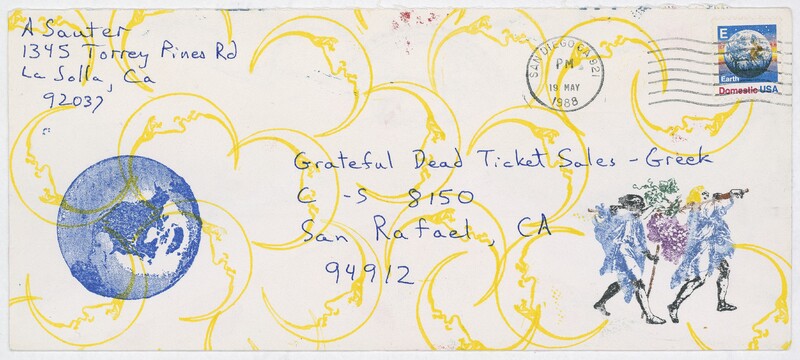 A Sauter
1345 Torrey Pines Rd
La Jolla, Ca
92037
SAN DIEGO CA 921
PM
19 MAY
1988
E
Earth
Domestic USA
Grateful Dead Ticket Sales - Greek
C -S 8150
San Rafael, CA
94912